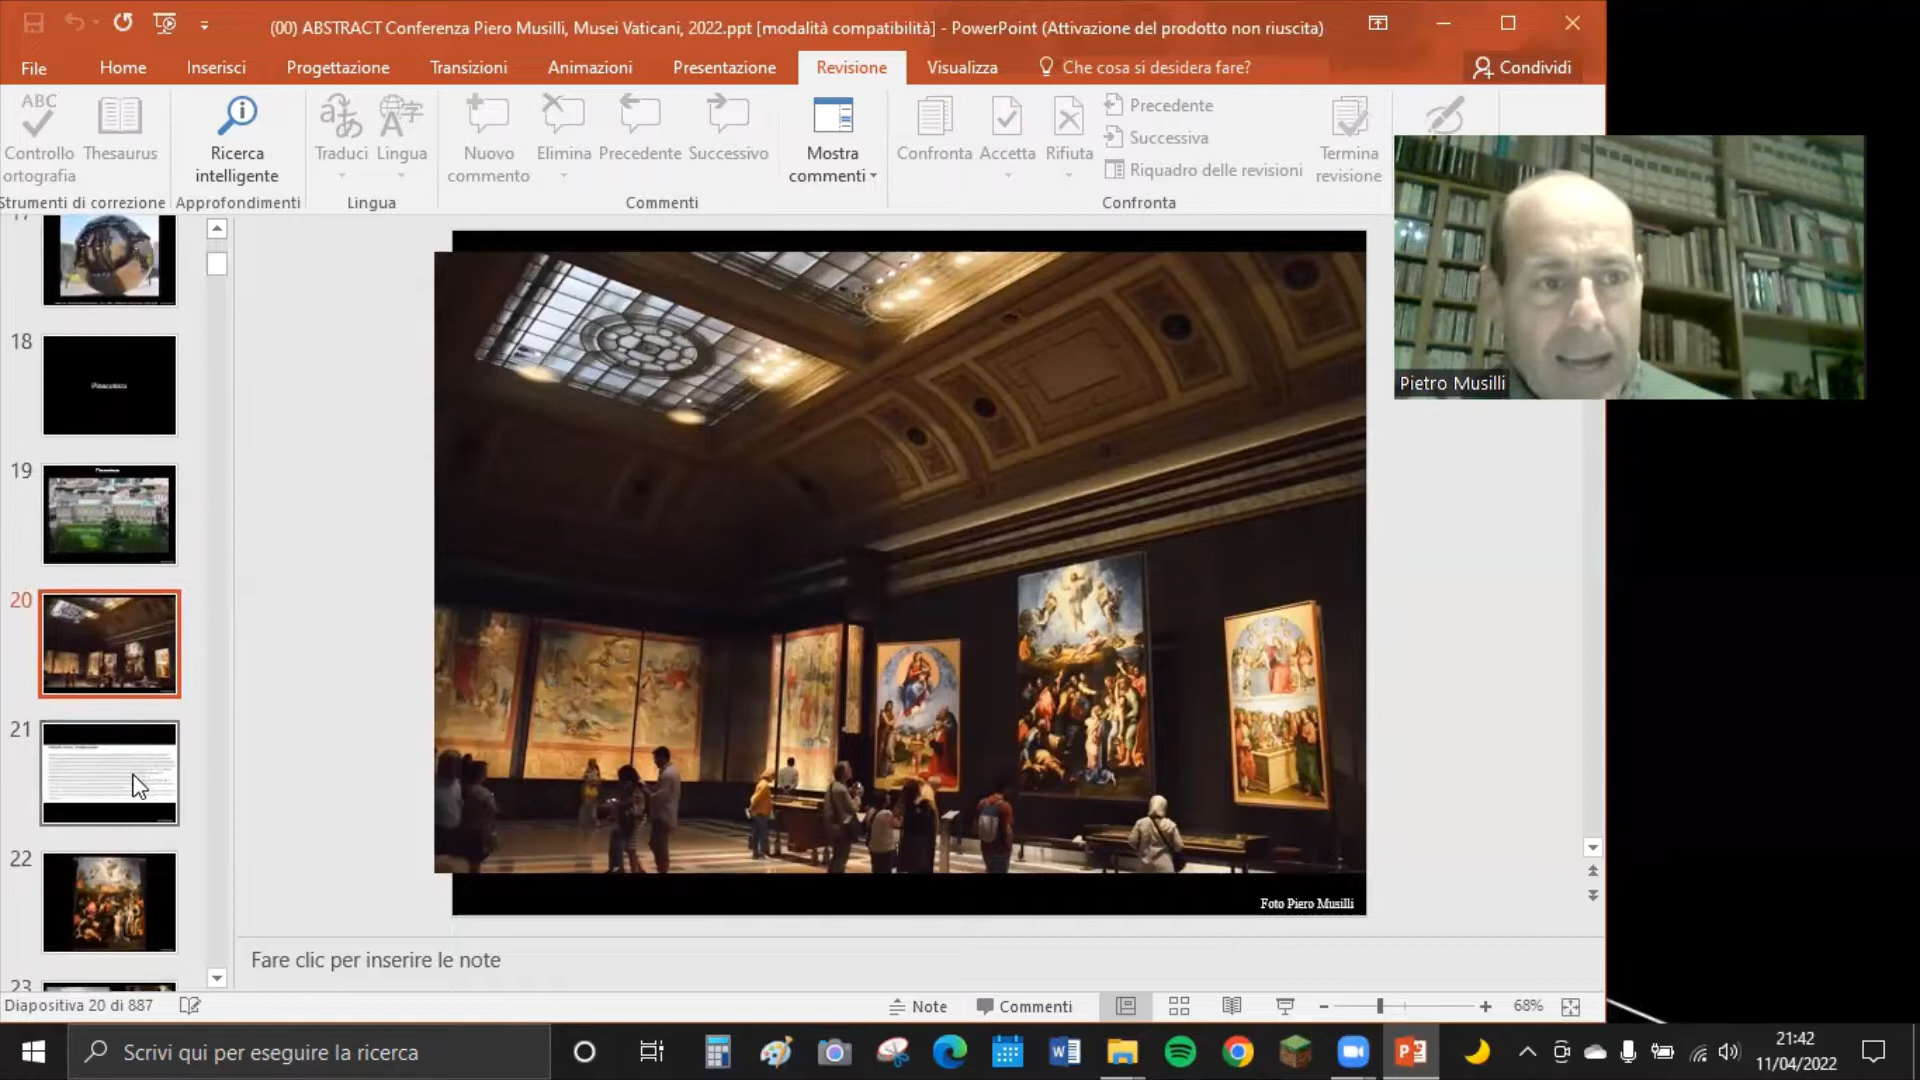 (00) ABSTRACT Conferenza Piero Musilli, Musei Vaticani, 2022.ppt [modalità compatibilità] - PowerPoint (Attivazione del prodotto non riuscita)
File Home Inserisci Progettazione Transizioni Animazioni Presentazione Revisione Visualizza Che cosa si desidera fare? Condividi
ABC
Controllo ortografia
Thesaurus
Ricerca intelligente
Traduci
Lingua
Nuovo commento
Elimina
Precedente
Successivo
Mostra commenti
Confronta
Accetta
Rifiuta
Precedente
Successiva
Riquadro delle revisioni
Termina revisione
Strumenti di correzione Approfondimenti Lingua Commenti Confronta
Pietro Musilli
17
18
Pinacoteca
19
Pinacoteca
20
21
22
23
Foto Piero Musilli
Fare clic per inserire le note
Diapositiva 20 di 887 Note Commenti 68%
Scrivi qui per eseguire la ricerca
21:42
11/04/2022